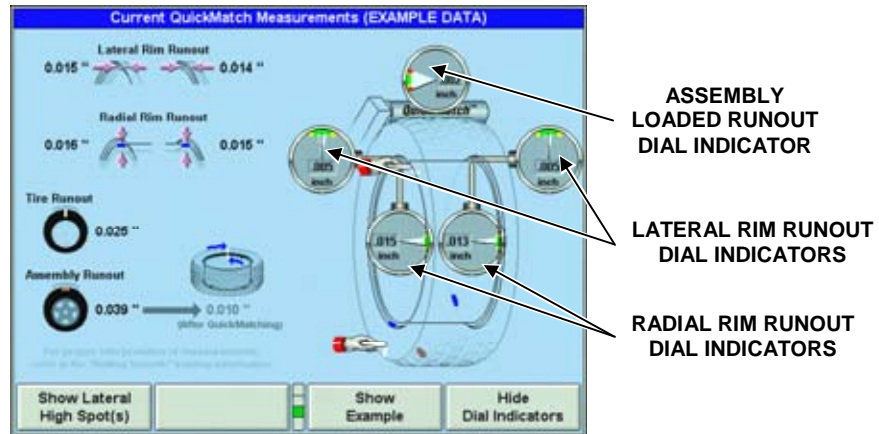 Current QuickMatch Measurements (EXAMPLE DATA)
Lateral Rim Runout
0.015 " 0.014 "
Radial Rim Runout
0.016 " 0.015 "
Tire Runout
0.025 "
Assembly Runout
0.039 " 0.010 "
(After QuickMatching)
inch
.005
inch
.005
inch
.015
inch
.013
inch
Show Lateral
High Spot(s)
Show
Example
Hide
Dial Indicators
ASSEMBLY
LOADED RUNOUT
DIAL INDICATOR
LATERAL RIM RUNOUT
DIAL INDICATORS
RADIAL RIM RUNOUT
DIAL INDICATORS